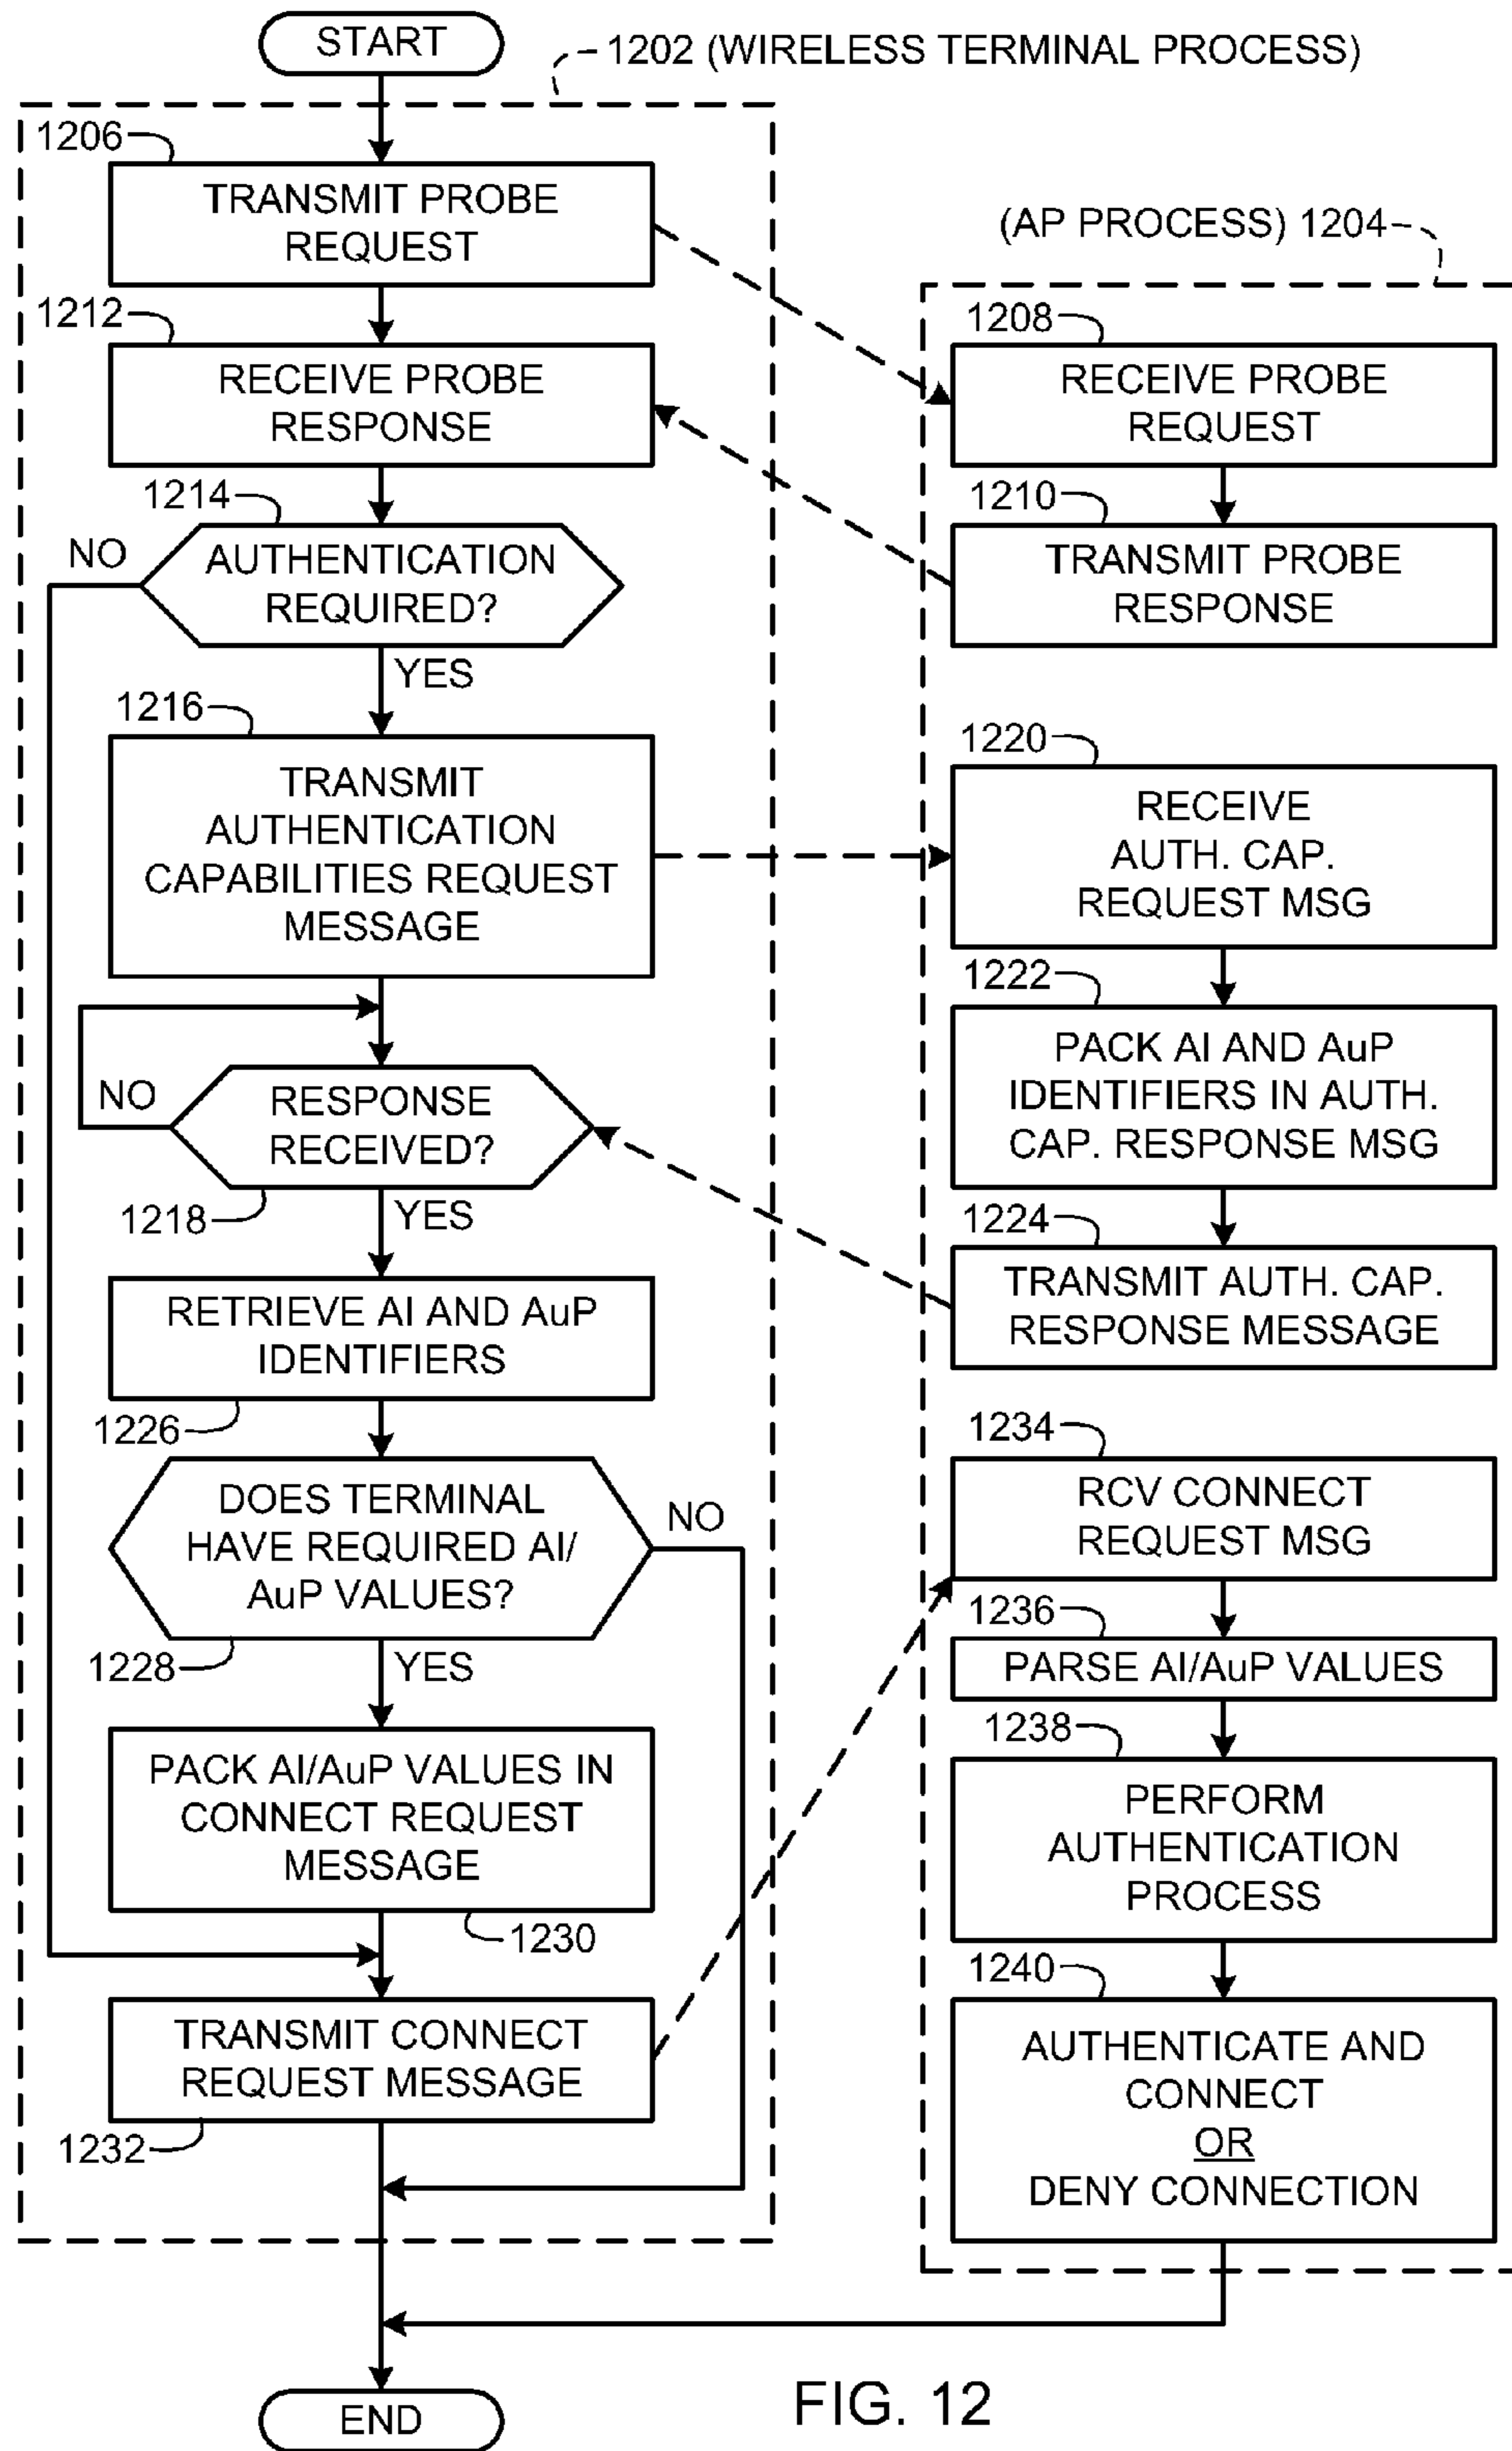 START
1202 (WIRELESS TERMINAL PROCESS)
1206
TRANSMIT PROBE
REQUEST
(AP PROCESS) 1204
1212
RECEIVE PROBE
RESPONSE
1208
RECEIVE PROBE
REQUEST
1214
NO
AUTHENTICATION
REQUIRED?
YES
1210
TRANSMIT PROBE
RESPONSE
1216
TRANSMIT
AUTHENTICATION
CAPABILITIES REQUEST
MESSAGE
1220
RECEIVE
AUTH. CAP.
REQUEST MSG
NO
RESPONSE
RECEIVED?
1218
YES
1222
PACK AI AND AuP
IDENTIFIERS IN AUTH.
CAP. RESPONSE MSG
1224
TRANSMIT AUTH. CAP.
RESPONSE MESSAGE
RETRIEVE AI AND AuP
IDENTIFIERS
1226
DOES TERMINAL
HAVE REQUIRED AI/
AuP VALUES?
NO
1228
YES
1234
RCV CONNECT
REQUEST MSG
1236
PARSE AI/AuP VALUES
PACK AI/AuP VALUES IN
CONNECT REQUEST
MESSAGE
1230
1238
PERFORM
AUTHENTICATION
PROCESS
TRANSMIT CONNECT
REQUEST MESSAGE
1232
1240
AUTHENTICATE AND
CONNECT
OR
DENY CONNECTION
END
FIG. 12